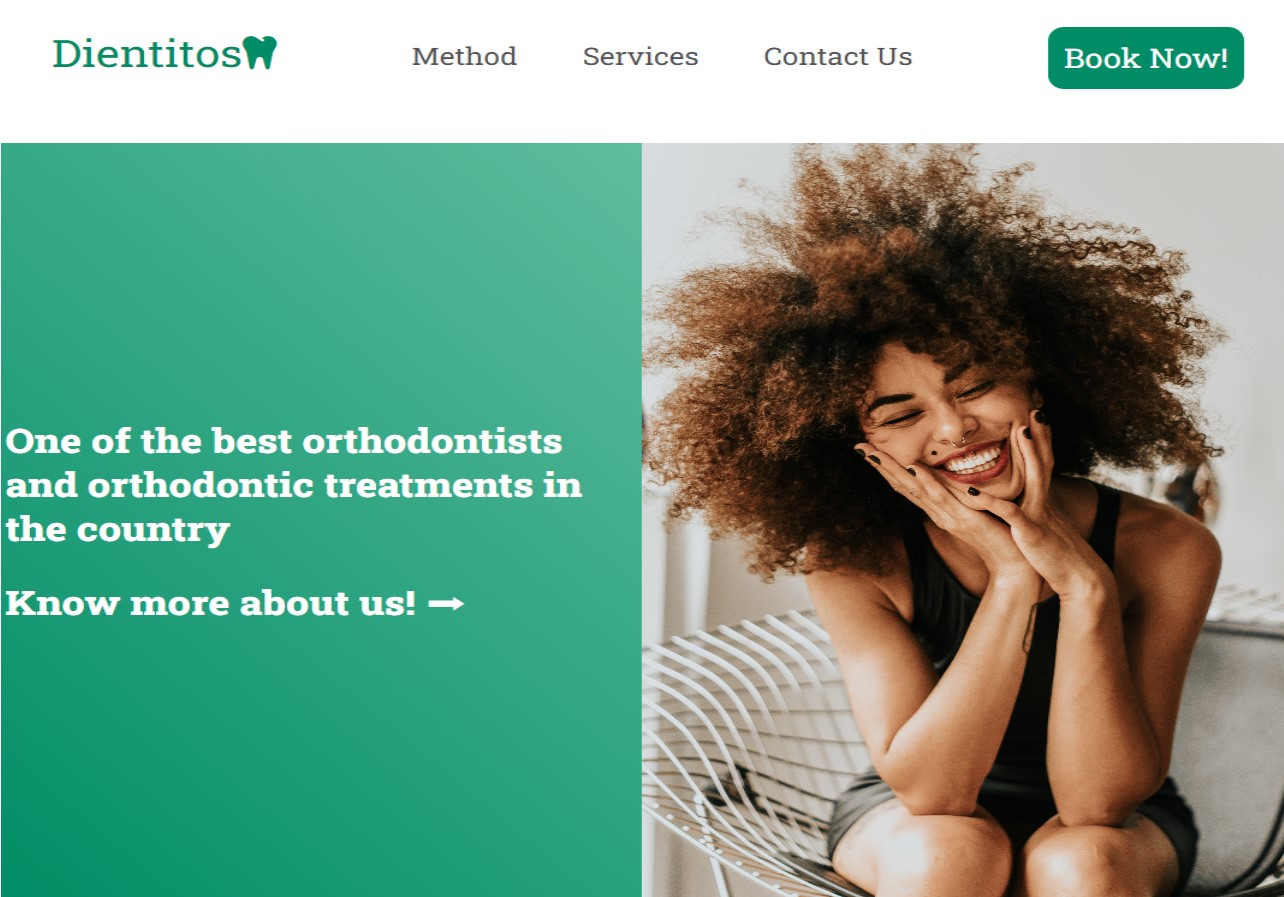 Dientitos
Method
Services
Contact Us
Book Now!
One of the best orthodontists
and orthodontic treatments in
the country
Know more about us! →